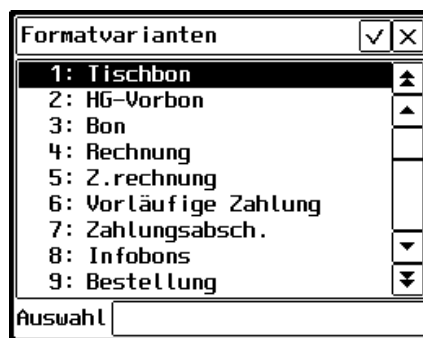 Formatvarianten
1: Tischbon
2: HG-Vorbon
3: Bon
4: Rechnung
5: Z.rechnung
6: Vorläufige Zahlung
7: Zahlungsabsch.
8: Infobons
9: Bestellung
Auswahl